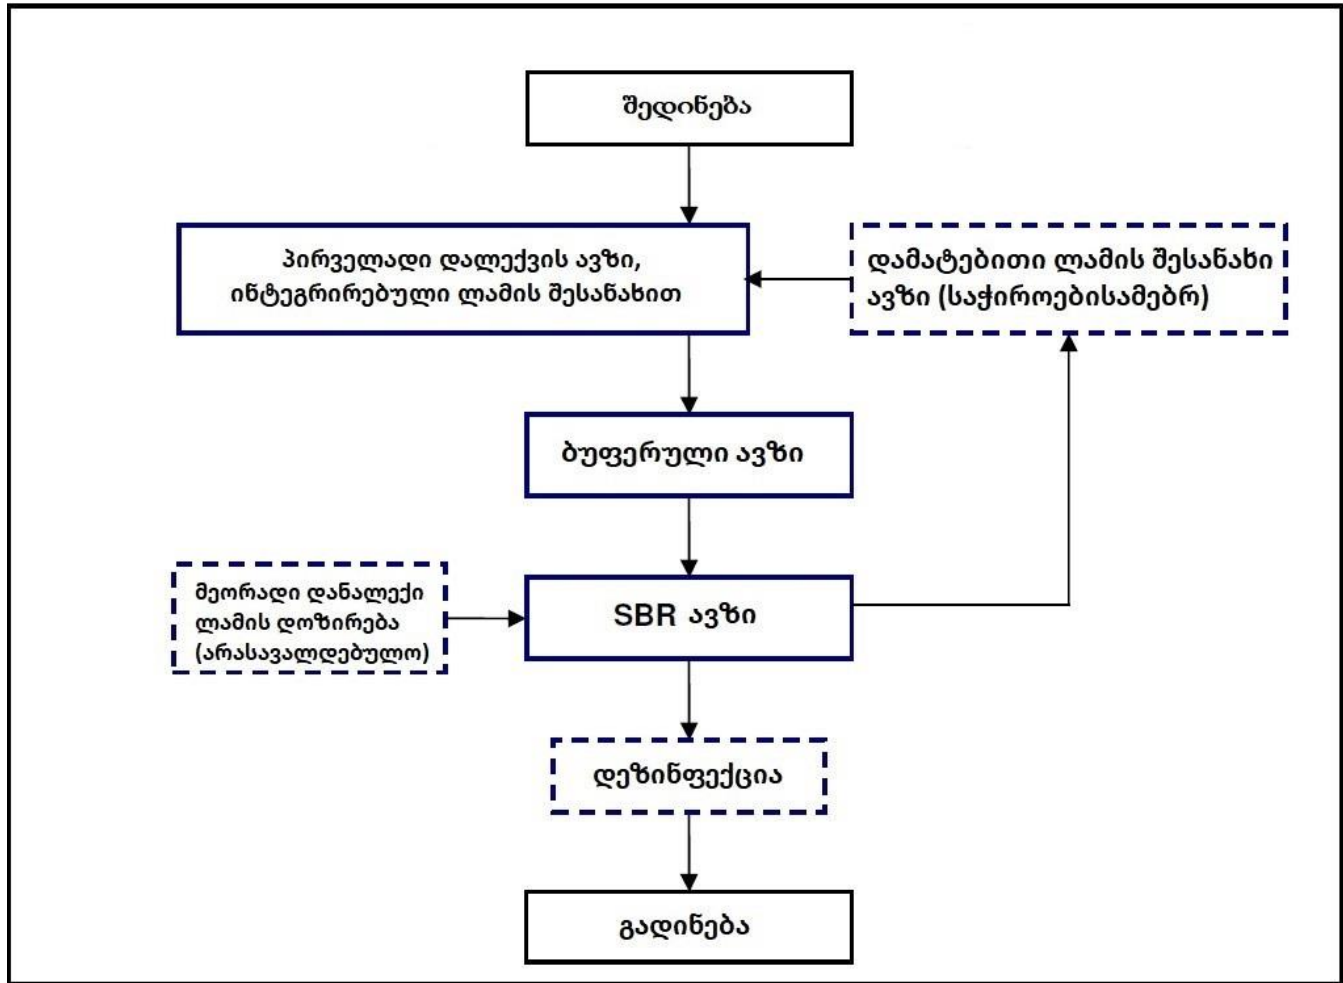 შედინება
პირველადი დალექვის ავზი,
ინტეგრირებული ლამის შესანახით
დამატებითი ლამის შესანახი
ავზი (საჭიროებისამებრ)
ბუფერული ავზი
მეორადი დანალექი
ლამის დოზირება
(არასავალდებულო)
SBR ავზი
დეზინფექცია
გადინება